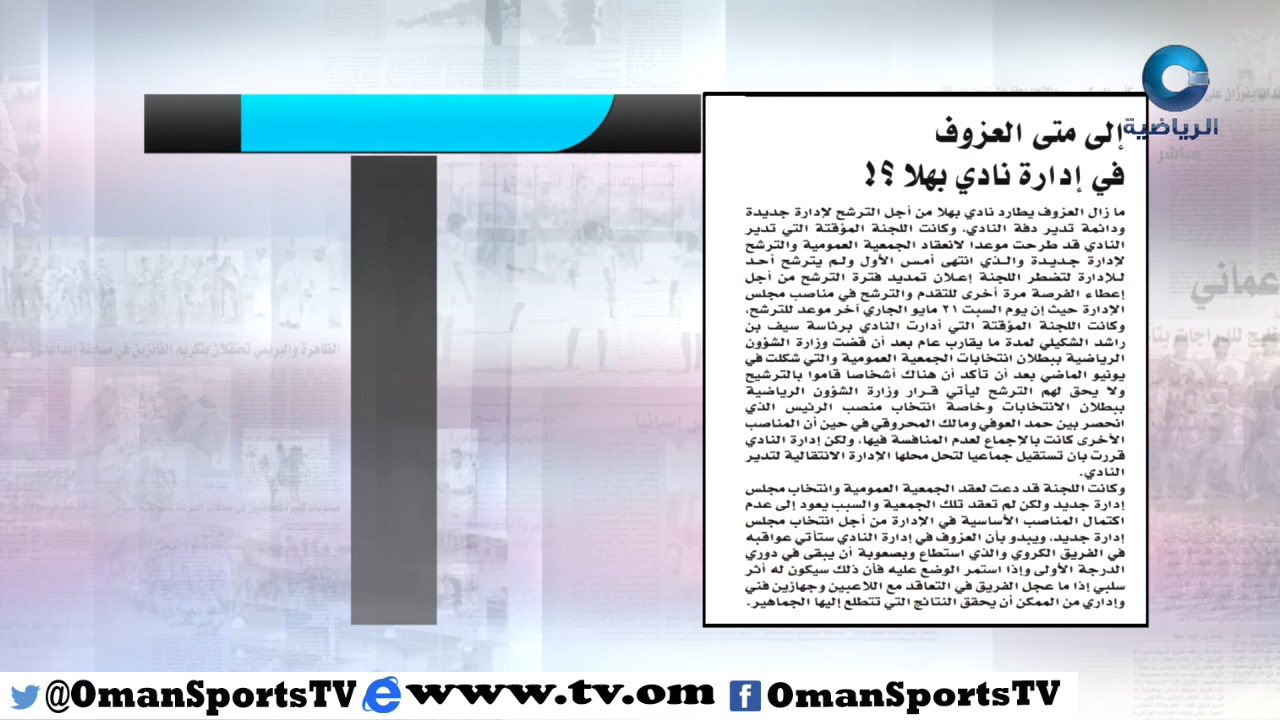 الرياضية
مباشر
إلى متى العزوف
في إدارة نادي بهلا ؟!
ما زال العزوف يطارد نادي بهلا من أجل الترشح لإدارة جديدة
ودائمة تدير دفة النادي، وكانت اللجنة المؤقتة التي تدير
النادي قد طرحت موعدا لانعقاد الجمعية العمومية والترشح
لإدارة جديدة والذي انتهى أمس الأول ولم يترشح أحد
للإدارة لتضطر اللجنة إعلان تمديد فترة الترشح من أجل
إعطاء الفرصة مرة أخرى للتقدم والترشح في مناصب مجلس
الإدارة حيث إن يوم السبت ٢١ مايو الجاري آخر موعد للترشح،
وكانت اللجنة المؤقتة التي أدارت النادي برئاسة سيف بن
راشد الشكيلي لمدة ما يقارب عام بعد أن قضت وزارة الشؤون
الرياضية ببطلان انتخابات الجمعية العمومية والتي شكلت في
يونيو الماضي بعد أن تأكد أن هناك أشخاصا قاموا بالترشيح
ولا يحق لهم الترشح ليأتي قرار وزارة الشؤون الرياضية
ببطلان الانتخابات وخاصة انتخاب منصب الرئيس الذي
انحصر بين حمد العوفي ومالك المحروقي في حين أن المناصب
الأخرى كانت بالإجماع لعدم المنافسة فيها، ولكن إدارة النادي
قررت بان تستقيل جماعيا لتحل محلها الإدارة الانتقالية لتدير
النادي.
وكانت اللجنة قد دعت لعقد الجمعية العمومية وانتخاب مجلس
إدارة جديد ولكن لم تعقد تلك الجمعية والسبب يعود إلى عدم
اكتمال المناصب الأساسية في الإدارة من أجل انتخاب مجلس
إدارة جديد، ويبدو بأن العزوف في إدارة النادي ستأتي عواقبه
في الفريق الكروي والذي استطاع وبصعوبة أن يبقى في دوري
الدرجة الأولى وإذا استمر الوضع عليه فأن ذلك سيكون له أثر
سلبي إذا ما عجل الفريق في التعاقد مع اللاعبين وجهازين فني
وإداري من الممكن أن يحقق النتائج التي تتطلع إليها الجماهير.
@OmanSportsTV www.tv.om OmanSportsTV